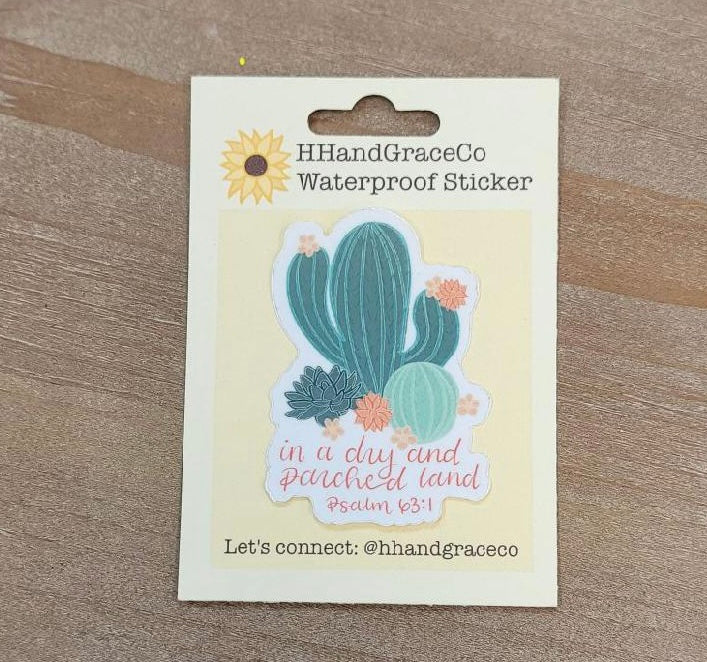 HHandGraceCo
Waterproof Sticker
in a dry and
parched land
Psalm 63:1
Let's connect: @hhandgraceco